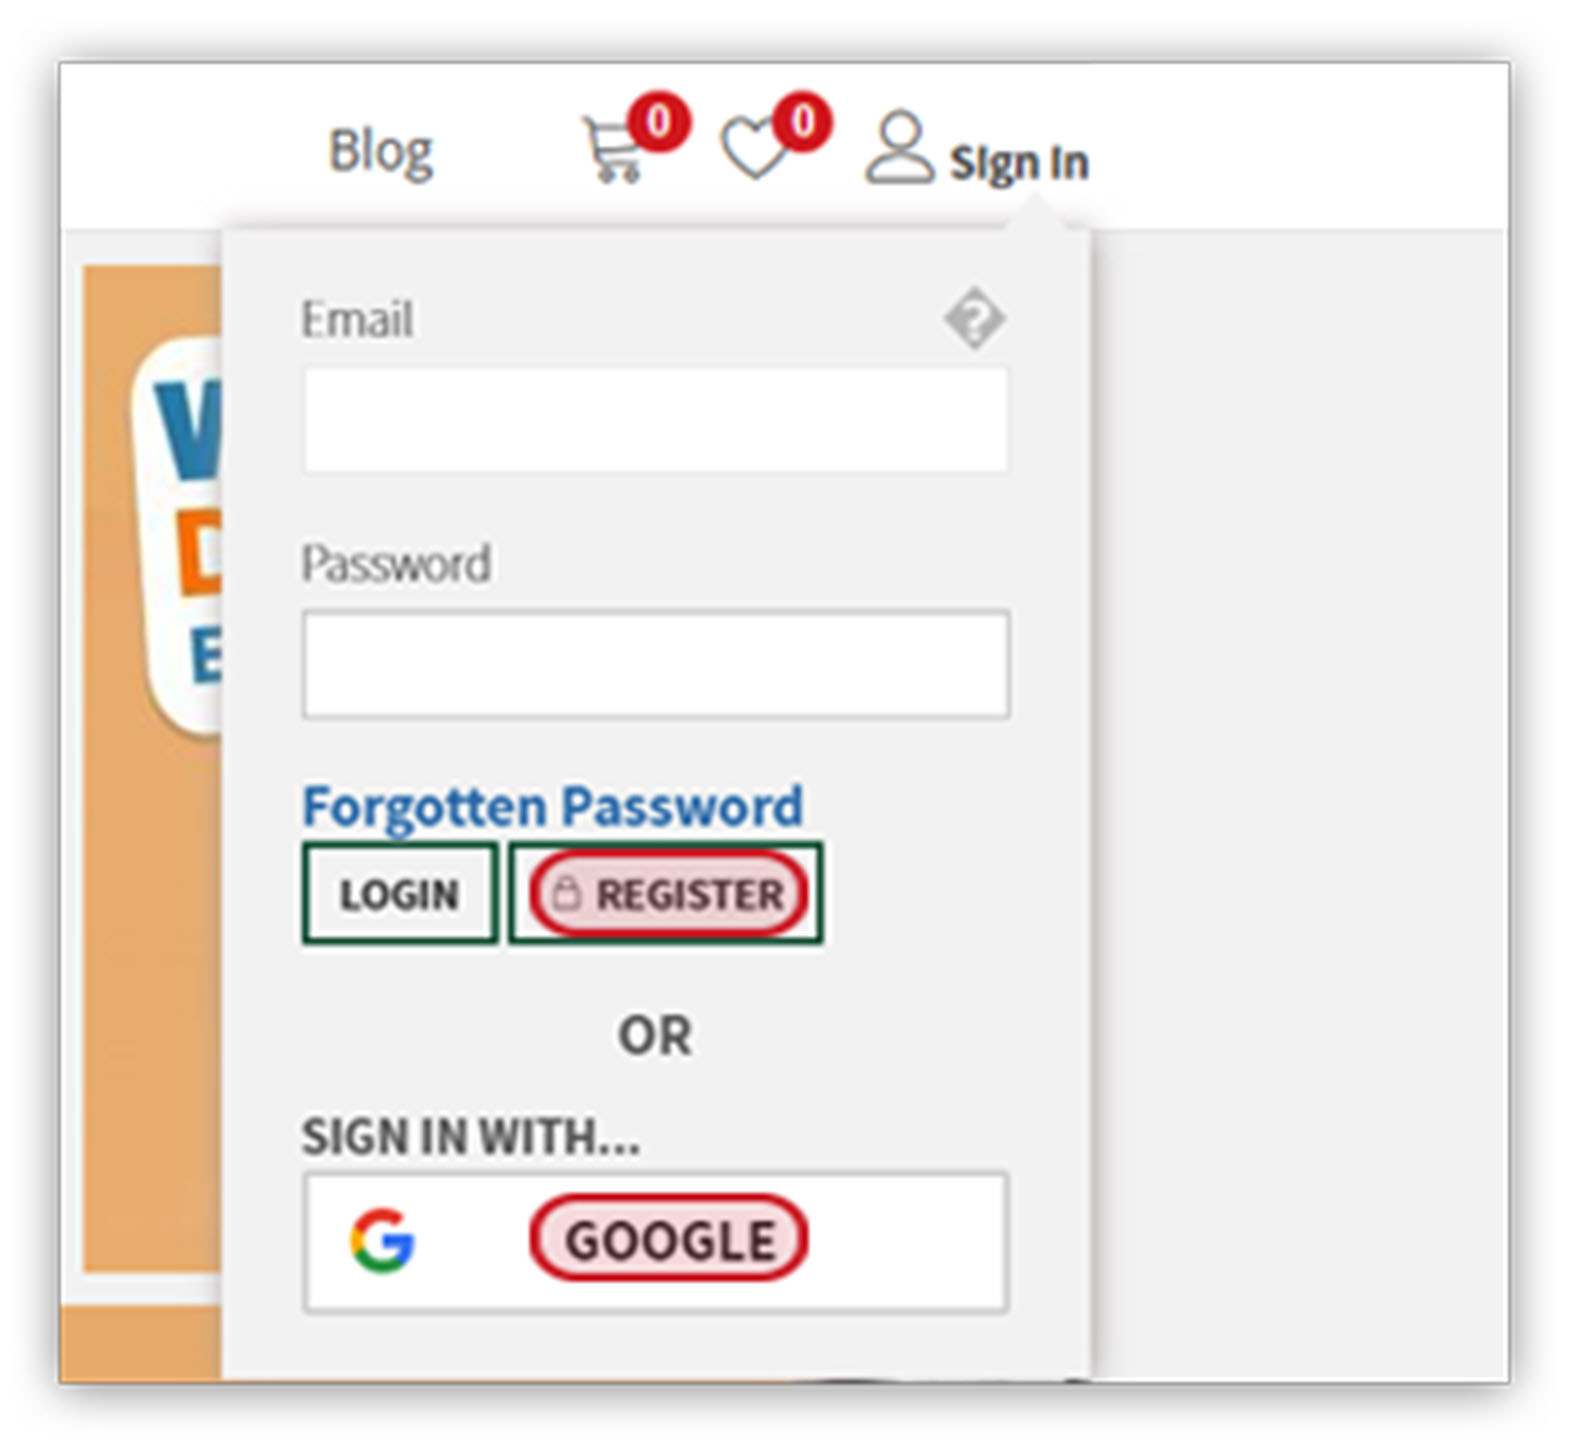 Blog 0 0 Sign in
Email ?
Password
Forgotten Password
LOGIN REGISTER
OR
SIGN IN WITH...
G GOOGLE